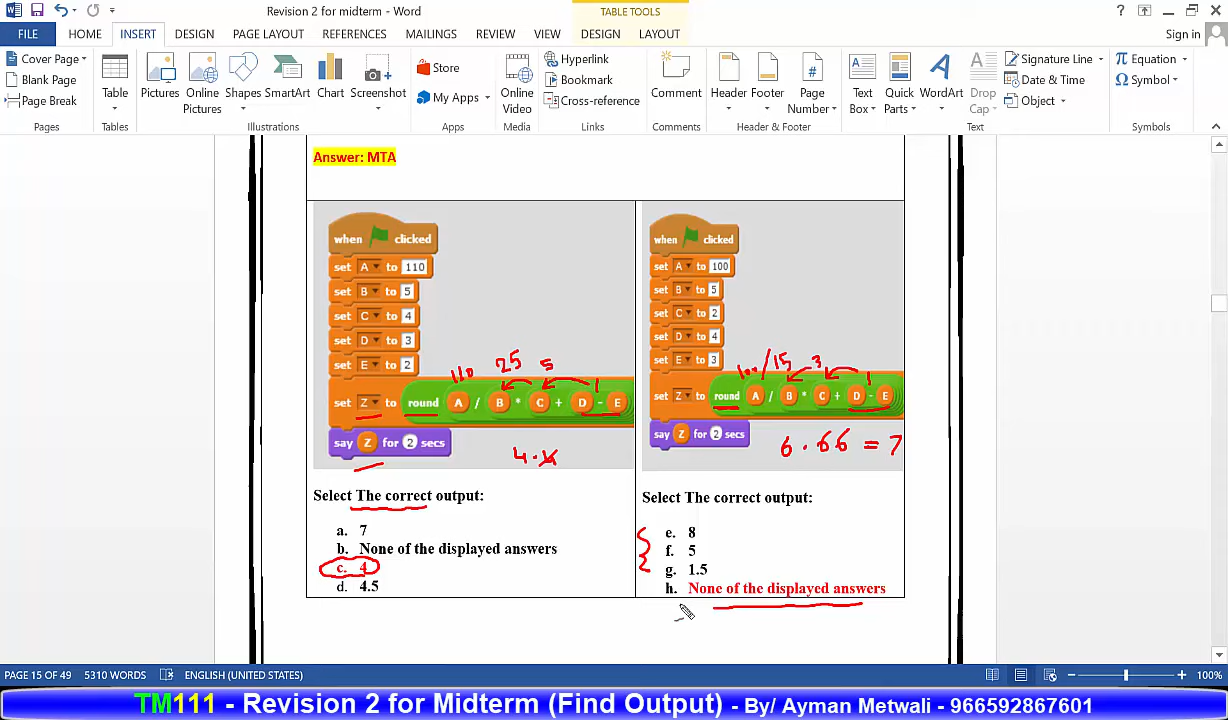 Revision 2 for midterm - Word
TABLE TOOLS
Sign in
FILE HOME INSERT DESIGN PAGE LAYOUT REFERENCES MAILINGS REVIEW VIEW DESIGN LAYOUT
Cover Page
Blank Page
Page Break
Pages
Table
Tables
Pictures
Online Pictures
Shapes
SmartArt
Chart
Screenshot
Illustrations
Store
My Apps
Apps
Online Video
Media
Hyperlink
Bookmark
Cross-reference
Links
Comment
Comments
Header
Footer
Page Number
Header & Footer
Text Box
Quick Parts
WordArt
Drop Cap
Signature Line
Date & Time
Object
Text
Equation
Symbol
Symbols
Answer: MTA
when clicked
set A to 110
set B to 5
set C to 4
set D to 3
set E to 2
110 25 5 1
set Z to round A / B * C + D - E
say Z for 2 secs
4.4
Select The correct output:
a. 7
b. None of the displayed answers
c. 4
d. 4.5
when clicked
set A to 100
set B to 5
set C to 2
set D to 4
set E to 3
100 / 15 3 1
set Z to round A / B * C + D - E
say Z for 2 secs
6.66 = 7
Select The correct output:
e. 8
f. 5
g. 1.5
h. None of the displayed answers
PAGE 15 OF 49 5310 WORDS ENGLISH (UNITED STATES) 100%
TM111 - Revision 2 for Midterm (Find Output) - By/ Ayman Metwali - 966592867601